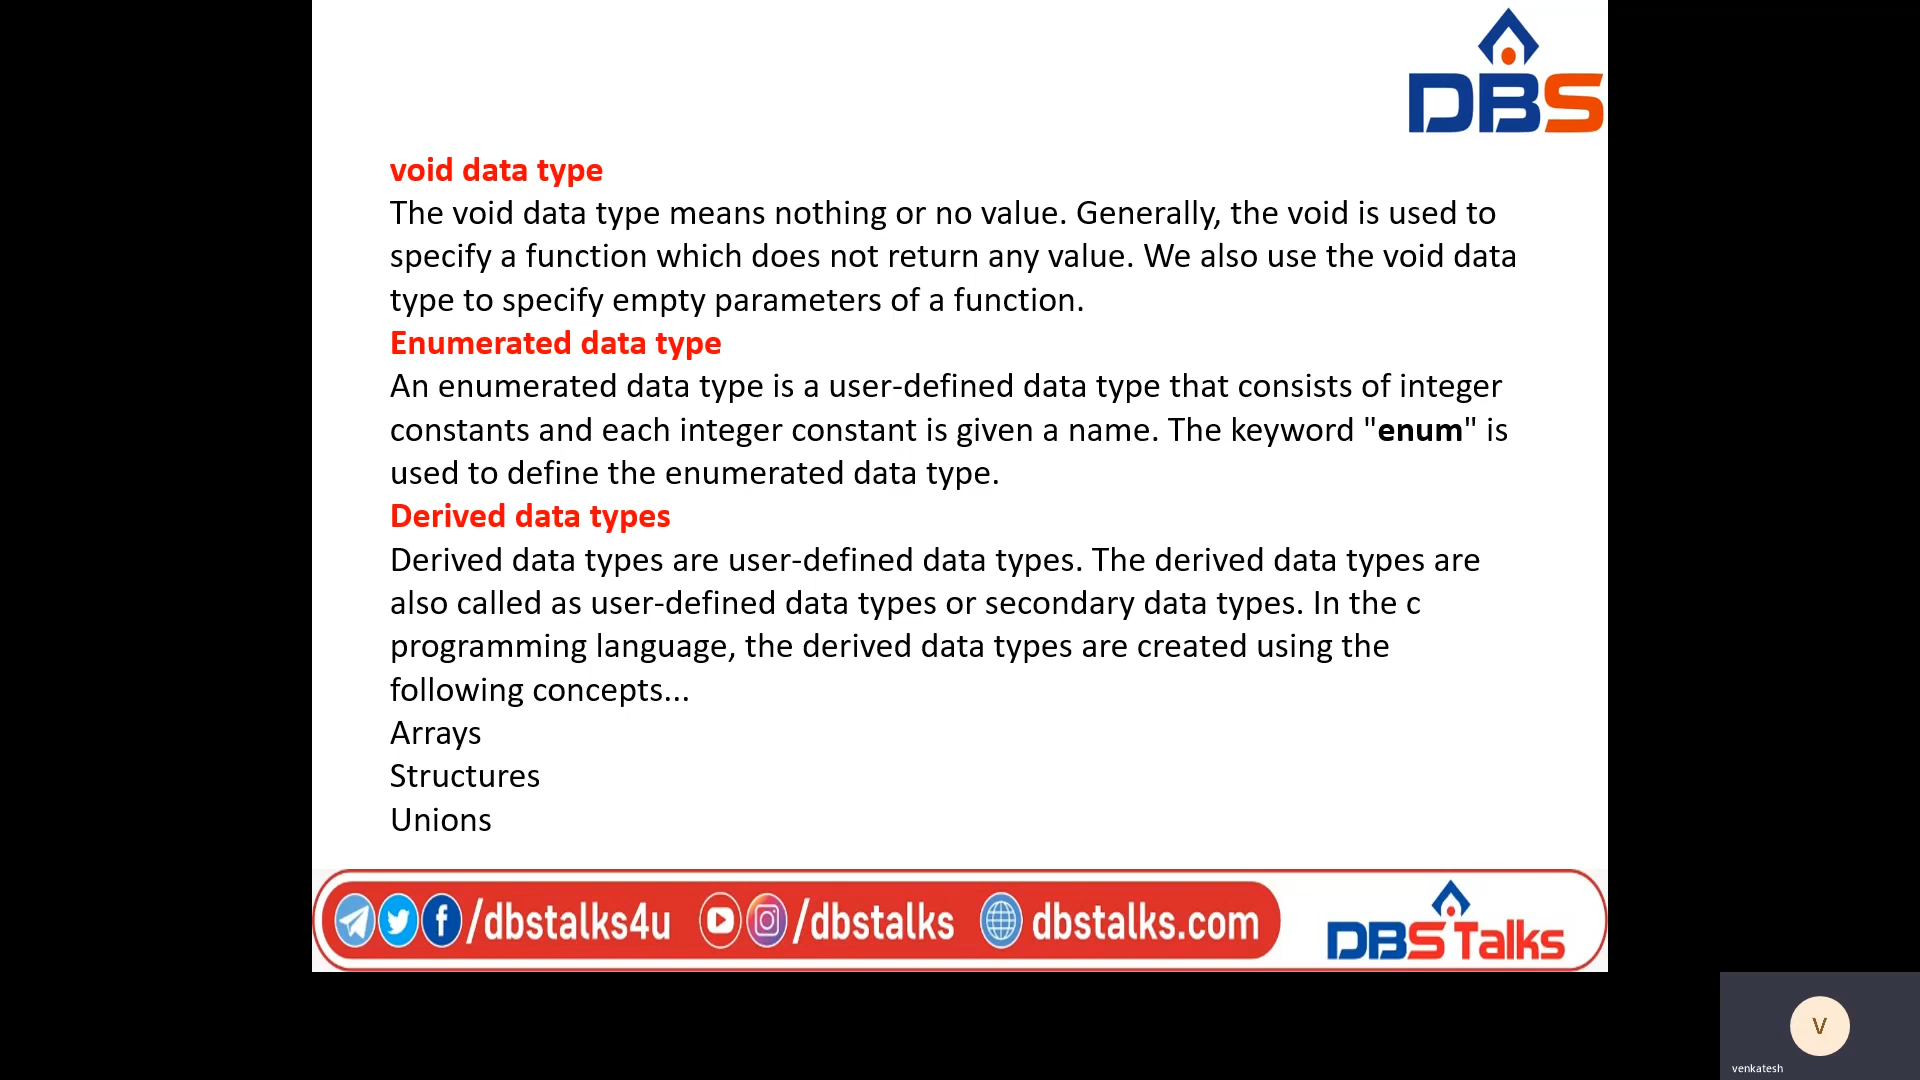 DBS
void data type
The void data type means nothing or no value. Generally, the void is used to
specify a function which does not return any value. We also use the void data
type to specify empty parameters of a function.
Enumerated data type
An enumerated data type is a user-defined data type that consists of integer
constants and each integer constant is given a name. The keyword "enum" is
used to define the enumerated data type.
Derived data types
Derived data types are user-defined data types. The derived data types are
also called as user-defined data types or secondary data types. In the c
programming language, the derived data types are created using the
following concepts...
Arrays
Structures
Unions
/dbstalks4u /dbstalks dbstalks.com DBS Talks
V
venkatesh